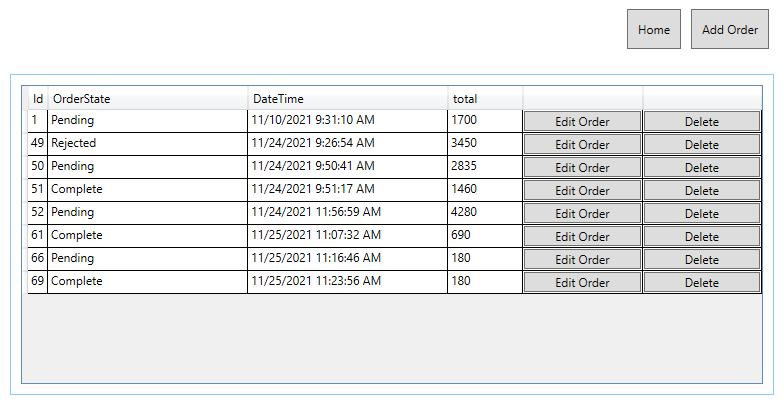 Home Add Order
Id OrderState DateTime total
1 Pending 11/10/2021 9:31:10 AM 1700 Edit Order Delete
49 Rejected 11/24/2021 9:26:54 AM 3450 Edit Order Delete
50 Pending 11/24/2021 9:50:41 AM 2835 Edit Order Delete
51 Complete 11/24/2021 9:51:17 AM 1460 Edit Order Delete
52 Pending 11/24/2021 11:56:59 AM 4280 Edit Order Delete
61 Complete 11/25/2021 11:07:32 AM 690 Edit Order Delete
66 Pending 11/25/2021 11:16:46 AM 180 Edit Order Delete
69 Complete 11/25/2021 11:23:56 AM 180 Edit Order Delete